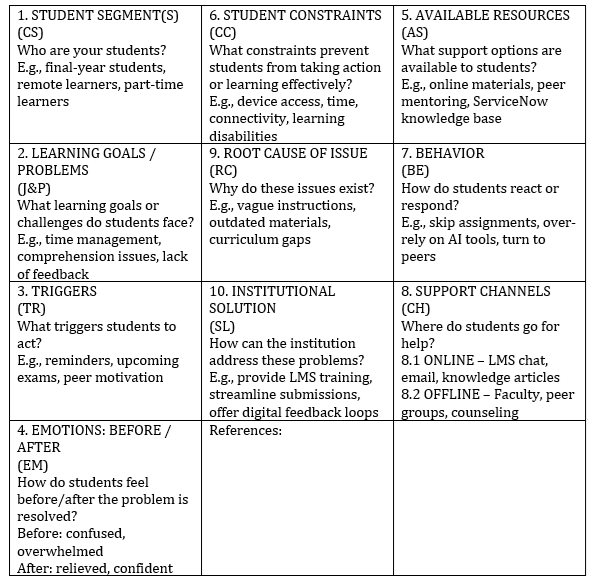 1. STUDENT SEGMENT(S)
(CS)
Who are your students?
E.g., final-year students,
remote learners, part-time
learners
6. STUDENT CONSTRAINTS
(CC)
What constraints prevent
students from taking action
or learning effectively?
E.g., device access, time,
connectivity, learning
disabilities
5. AVAILABLE RESOURCES
(AS)
What support options are
available to students?
E.g., online materials, peer
mentoring, ServiceNow
knowledge base
2. LEARNING GOALS /
PROBLEMS
(J&P)
What learning goals or
challenges do students face?
E.g., time management,
comprehension issues, lack
of feedback
9. ROOT CAUSE OF ISSUE
(RC)
Why do these issues exist?
E.g., vague instructions,
outdated materials,
curriculum gaps
7. BEHAVIOR
(BE)
How do students react or
respond?
E.g., skip assignments, over-
rely on AI tools, turn to
peers
3. TRIGGERS
(TR)
What triggers students to
act?
E.g., reminders, upcoming
exams, peer motivation
10. INSTITUTIONAL
SOLUTION
(SL)
How can the institution
address these problems?
E.g., provide LMS training,
streamline submissions,
offer digital feedback loops
8. SUPPORT CHANNELS
(CH)
Where do students go for
help?
8.1 ONLINE – LMS chat,
email, knowledge articles
8.2 OFFLINE – Faculty, peer
groups, counseling
4. EMOTIONS: BEFORE /
AFTER
(EM)
How do students feel
before/after the problem is
resolved?
Before: confused,
overwhelmed
After: relieved, confident
References: